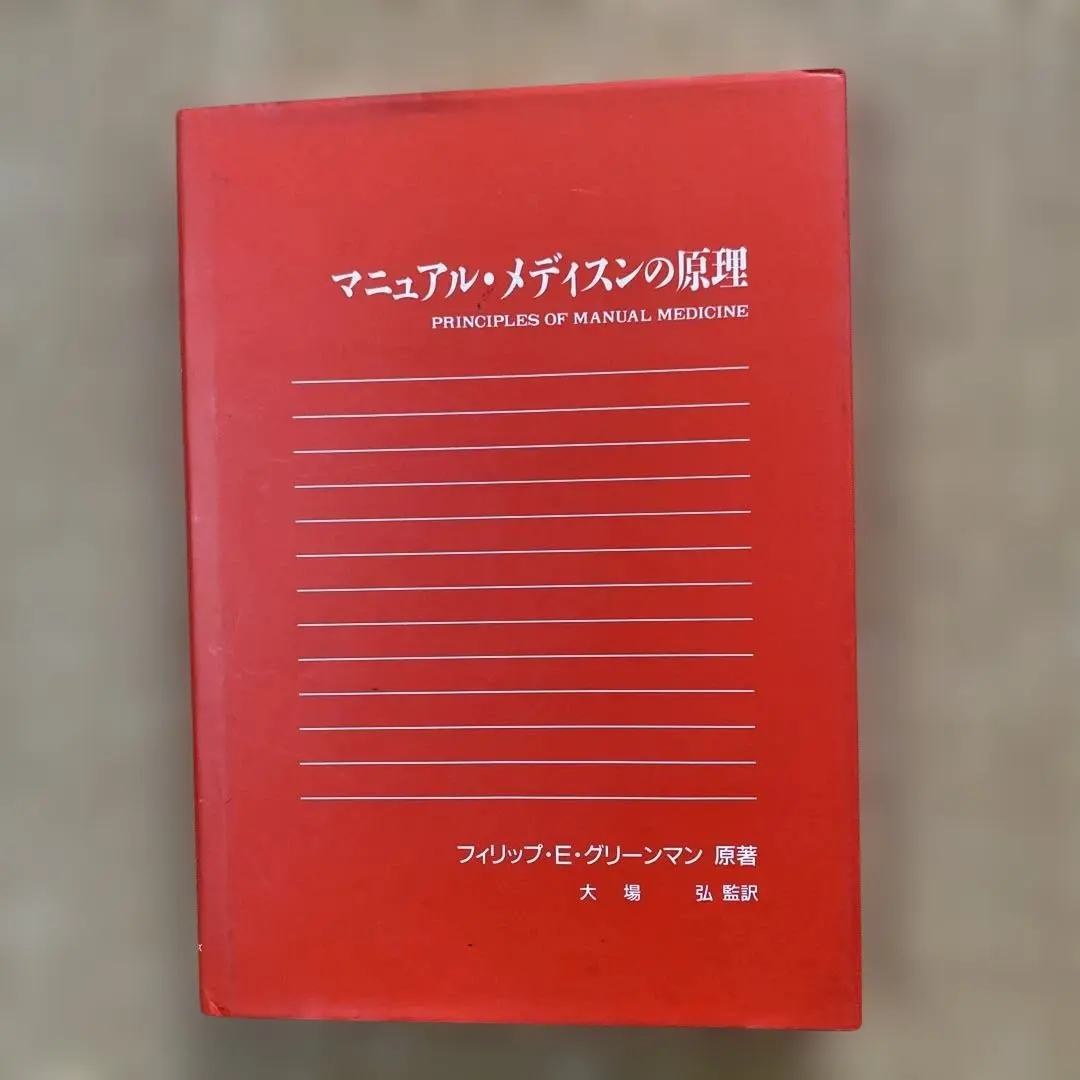 マニュアル・メディスンの原理
PRINCIPLES OF MANUAL MEDICINE
フィリップ・E・グリーンマン 原著
大場 弘 監訳